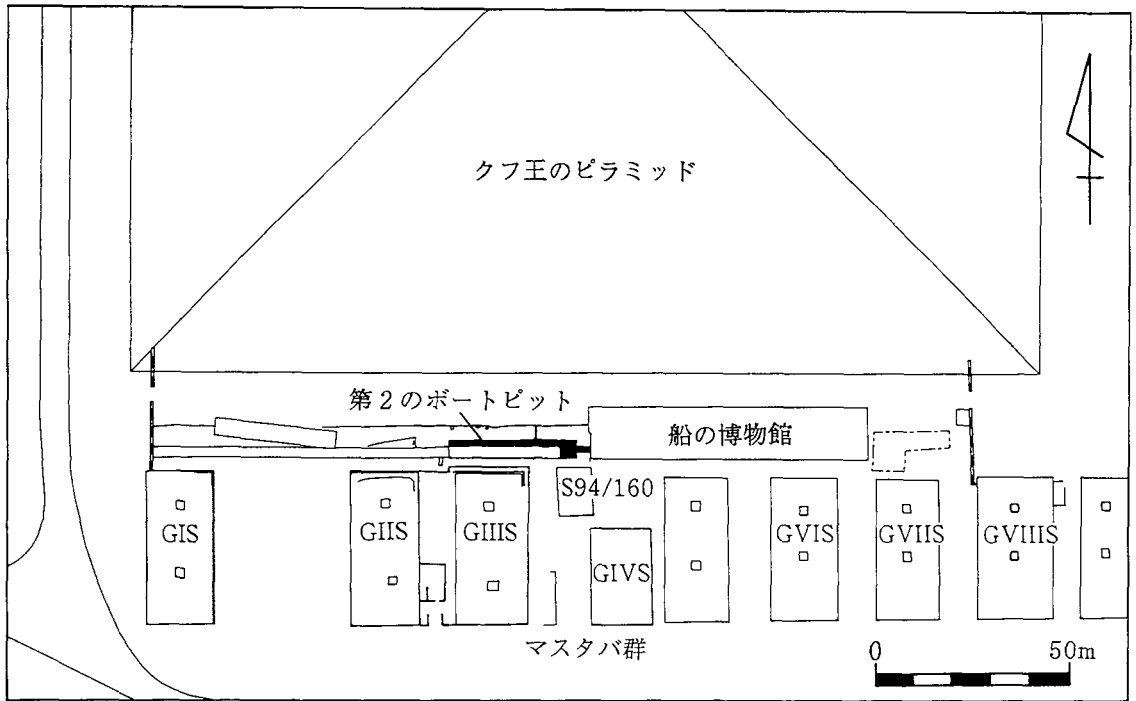 クフ王のピラミッド
第2のボートピット
船の博物館
S94/160
GIS
GIIS
GIIIS
GIVS
GVIS
GVIIS
GVIIIS
マスタバ群
0
50m